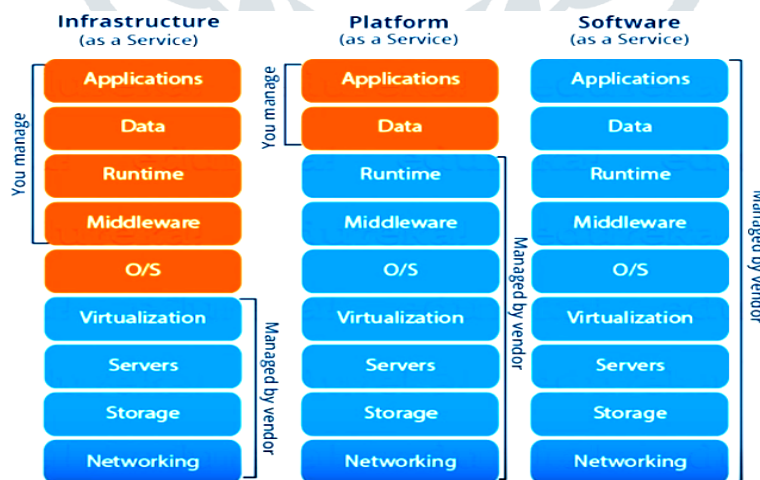 Infrastructure
(as a Service)
You manage
Applications
Data
Runtime
Middleware
O/S
Virtualization
Servers
Storage
Networking
Managed by vendor
Platform
(as a Service)
You manage
Applications
Data
Runtime
Middleware
O/S
Virtualization
Servers
Storage
Networking
Managed by vendor
Software
(as a Service)
Applications
Data
Runtime
Middleware
O/S
Virtualization
Servers
Storage
Networking
Managed by vendor